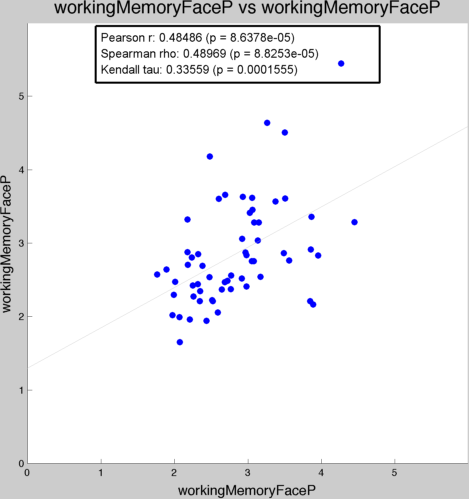 workingMemoryFaceP vs workingMemoryFaceP
Pearson r: 0.48486 (p = 8.6378e-05)
Spearman rho: 0.48969 (p = 8.8253e-05)
Kendall tau: 0.33559 (p = 0.0001555)
workingMemoryFaceP
5
4
3
2
1
0
0 1 2 3 4 5
workingMemoryFaceP